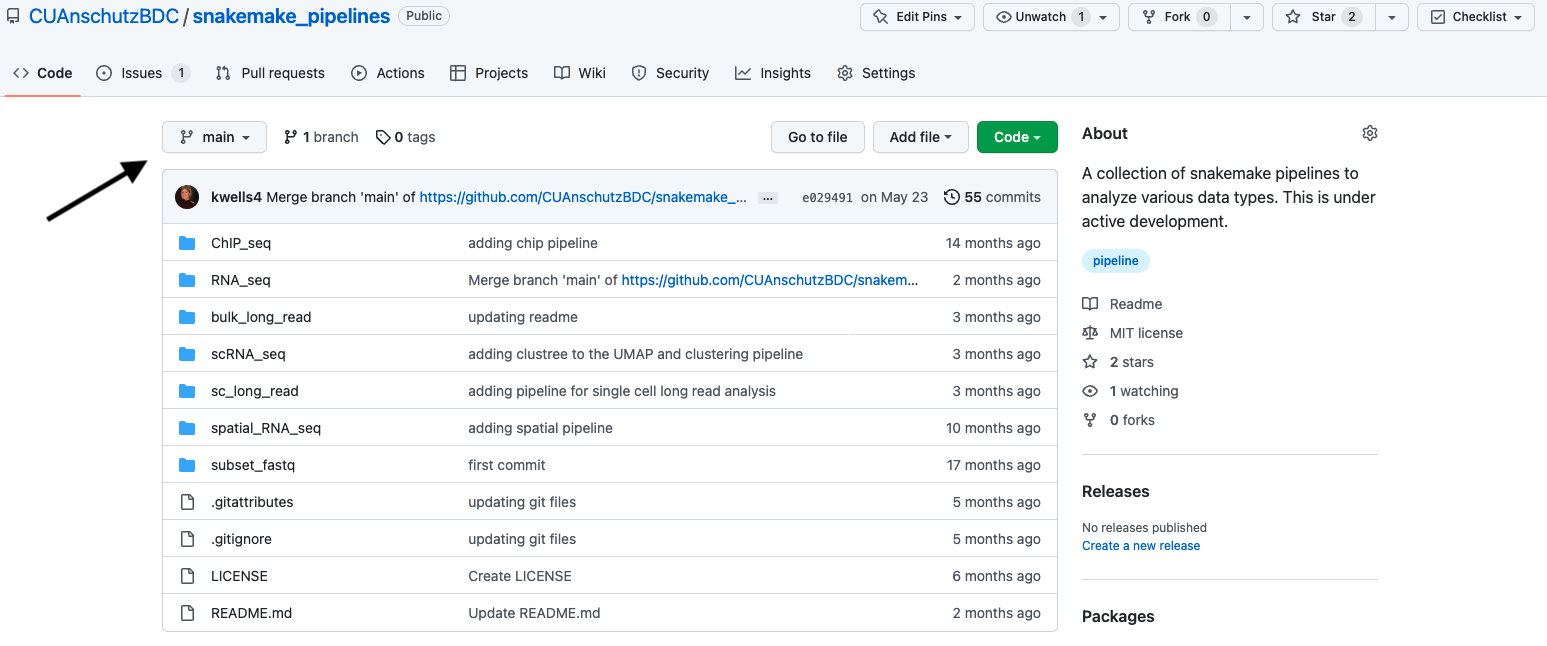 CUAnschutzBDC / snakemake_pipelines Public
Edit Pins Unwatch 1 Fork 0 Star 2 Checklist
Code Issues 1 Pull requests Actions Projects Wiki Security Insights Settings
main 1 branch 0 tags Go to file Add file Code
kwells4 Merge branch 'main' of https://github.com/CUAnschutzBDC/snakemake_... ... e029491 on May 23 55 commits
ChIP_seq adding chip pipeline 14 months ago
RNA_seq Merge branch 'main' of https://github.com/CUAnschutzBDC/snakem... 2 months ago
bulk_long_read updating readme 3 months ago
scRNA_seq adding clustree to the UMAP and clustering pipeline 3 months ago
sc_long_read adding pipeline for single cell long read analysis 3 months ago
spatial_RNA_seq adding spatial pipeline 10 months ago
subset_fastq first commit 17 months ago
.gitattributes updating git files 5 months ago
.gitignore updating git files 5 months ago
LICENSE Create LICENSE 6 months ago
README.md Update README.md 2 months ago
About
A collection of snakemake pipelines to
analyze various data types. This is under
active development.
pipeline
Readme
MIT license
2 stars
1 watching
0 forks
Releases
No releases published
Create a new release
Packages